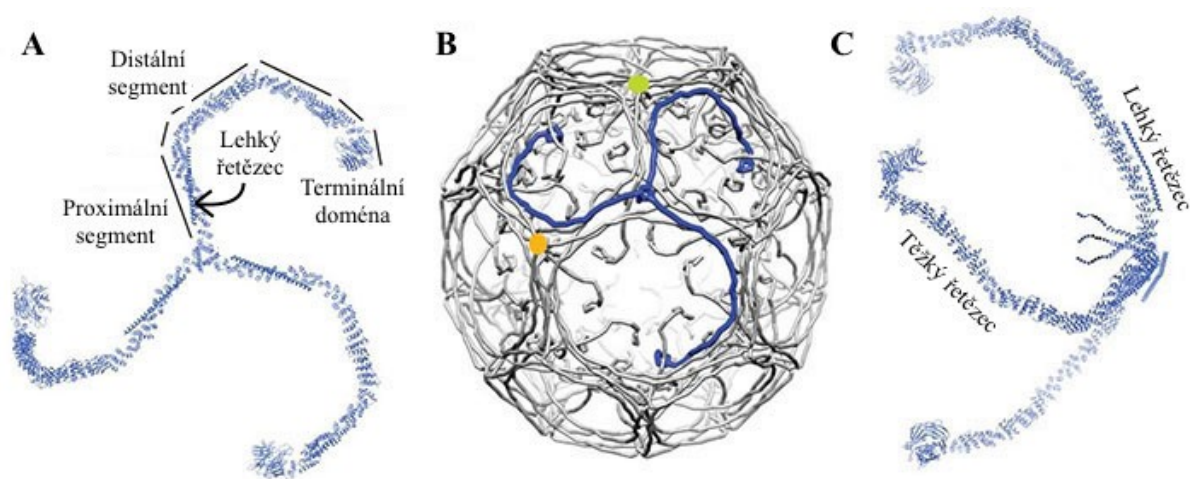 A
Distální
segment
Lehký
řetězec
Proximální
segment
Terminální
doména
B
C
Lehký řetězec
Těžký řetězec